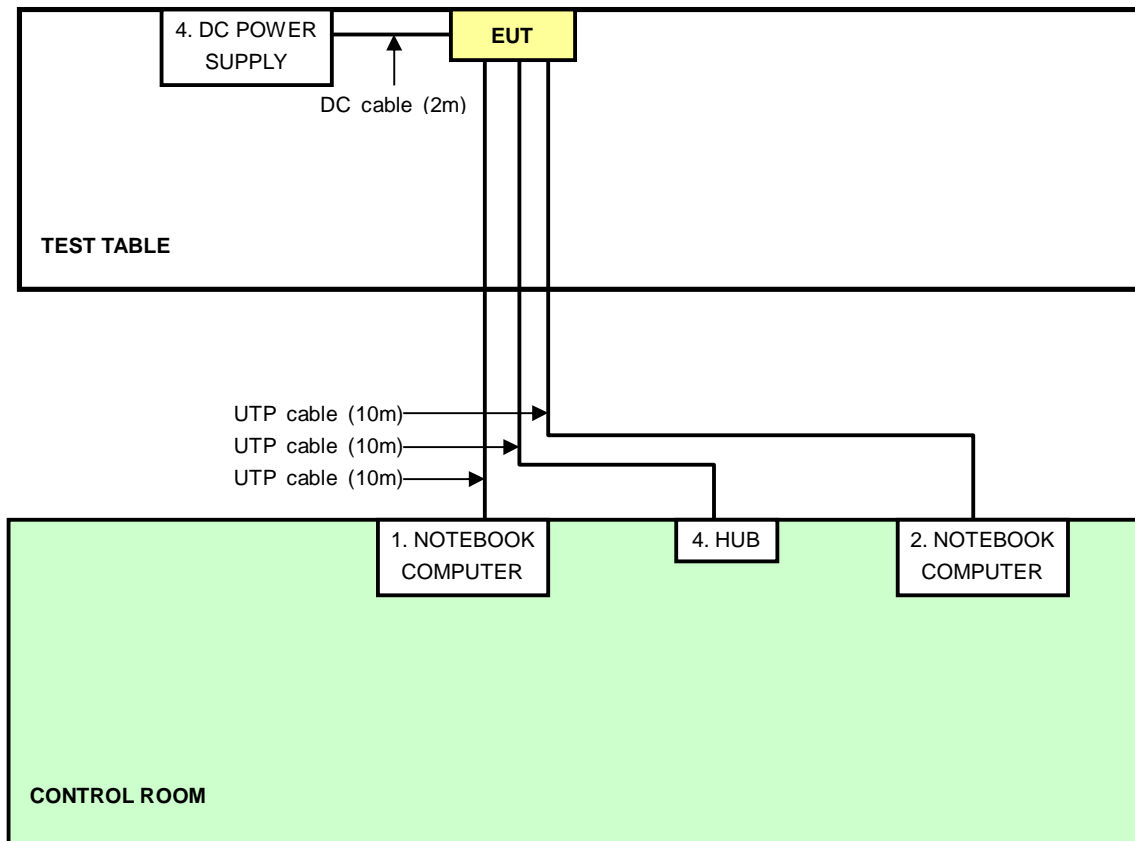 4. DC POWER
SUPPLY
EUT
DC cable (2m)
TEST TABLE
UTP cable (10m)
UTP cable (10m)
UTP cable (10m)
1. NOTEBOOK
COMPUTER
4. HUB
2. NOTEBOOK
COMPUTER
CONTROL ROOM